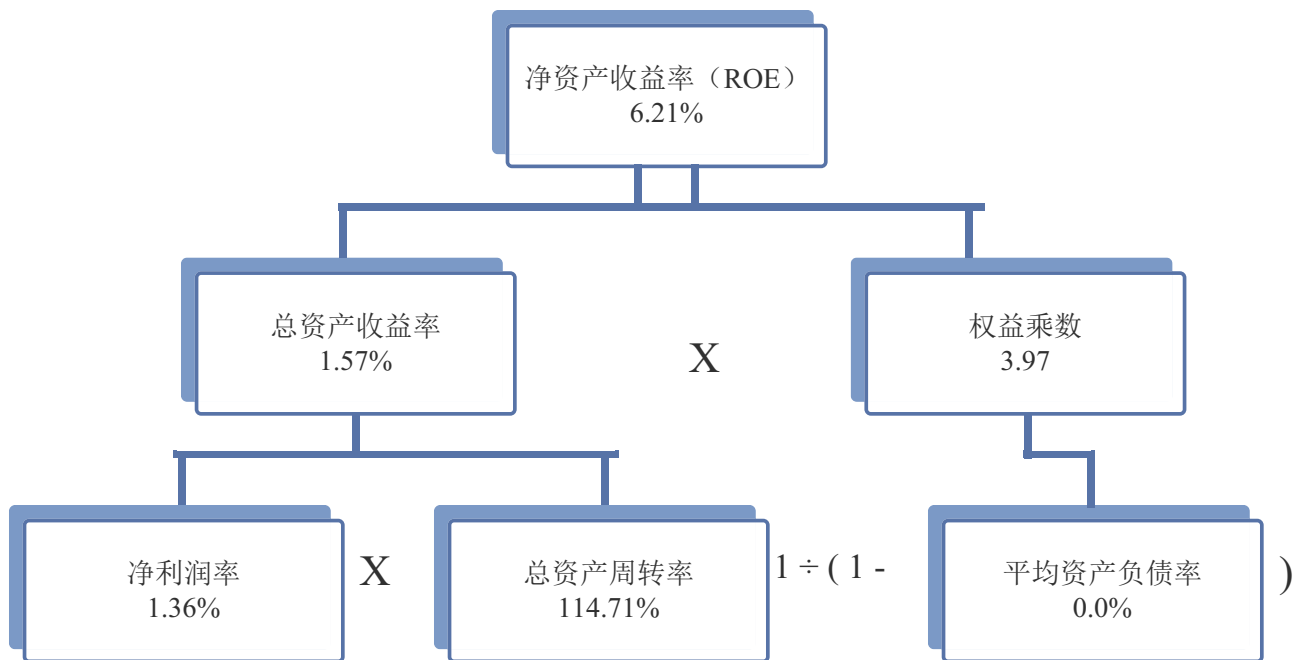 净资产收益率（ROE）
6.21%
总资产收益率
1.57%
X
权益乘数
3.97
净利润率
1.36%
X
总资产周转率
114.71%
1 ÷ ( 1 -
平均资产负债率
0.0%
)